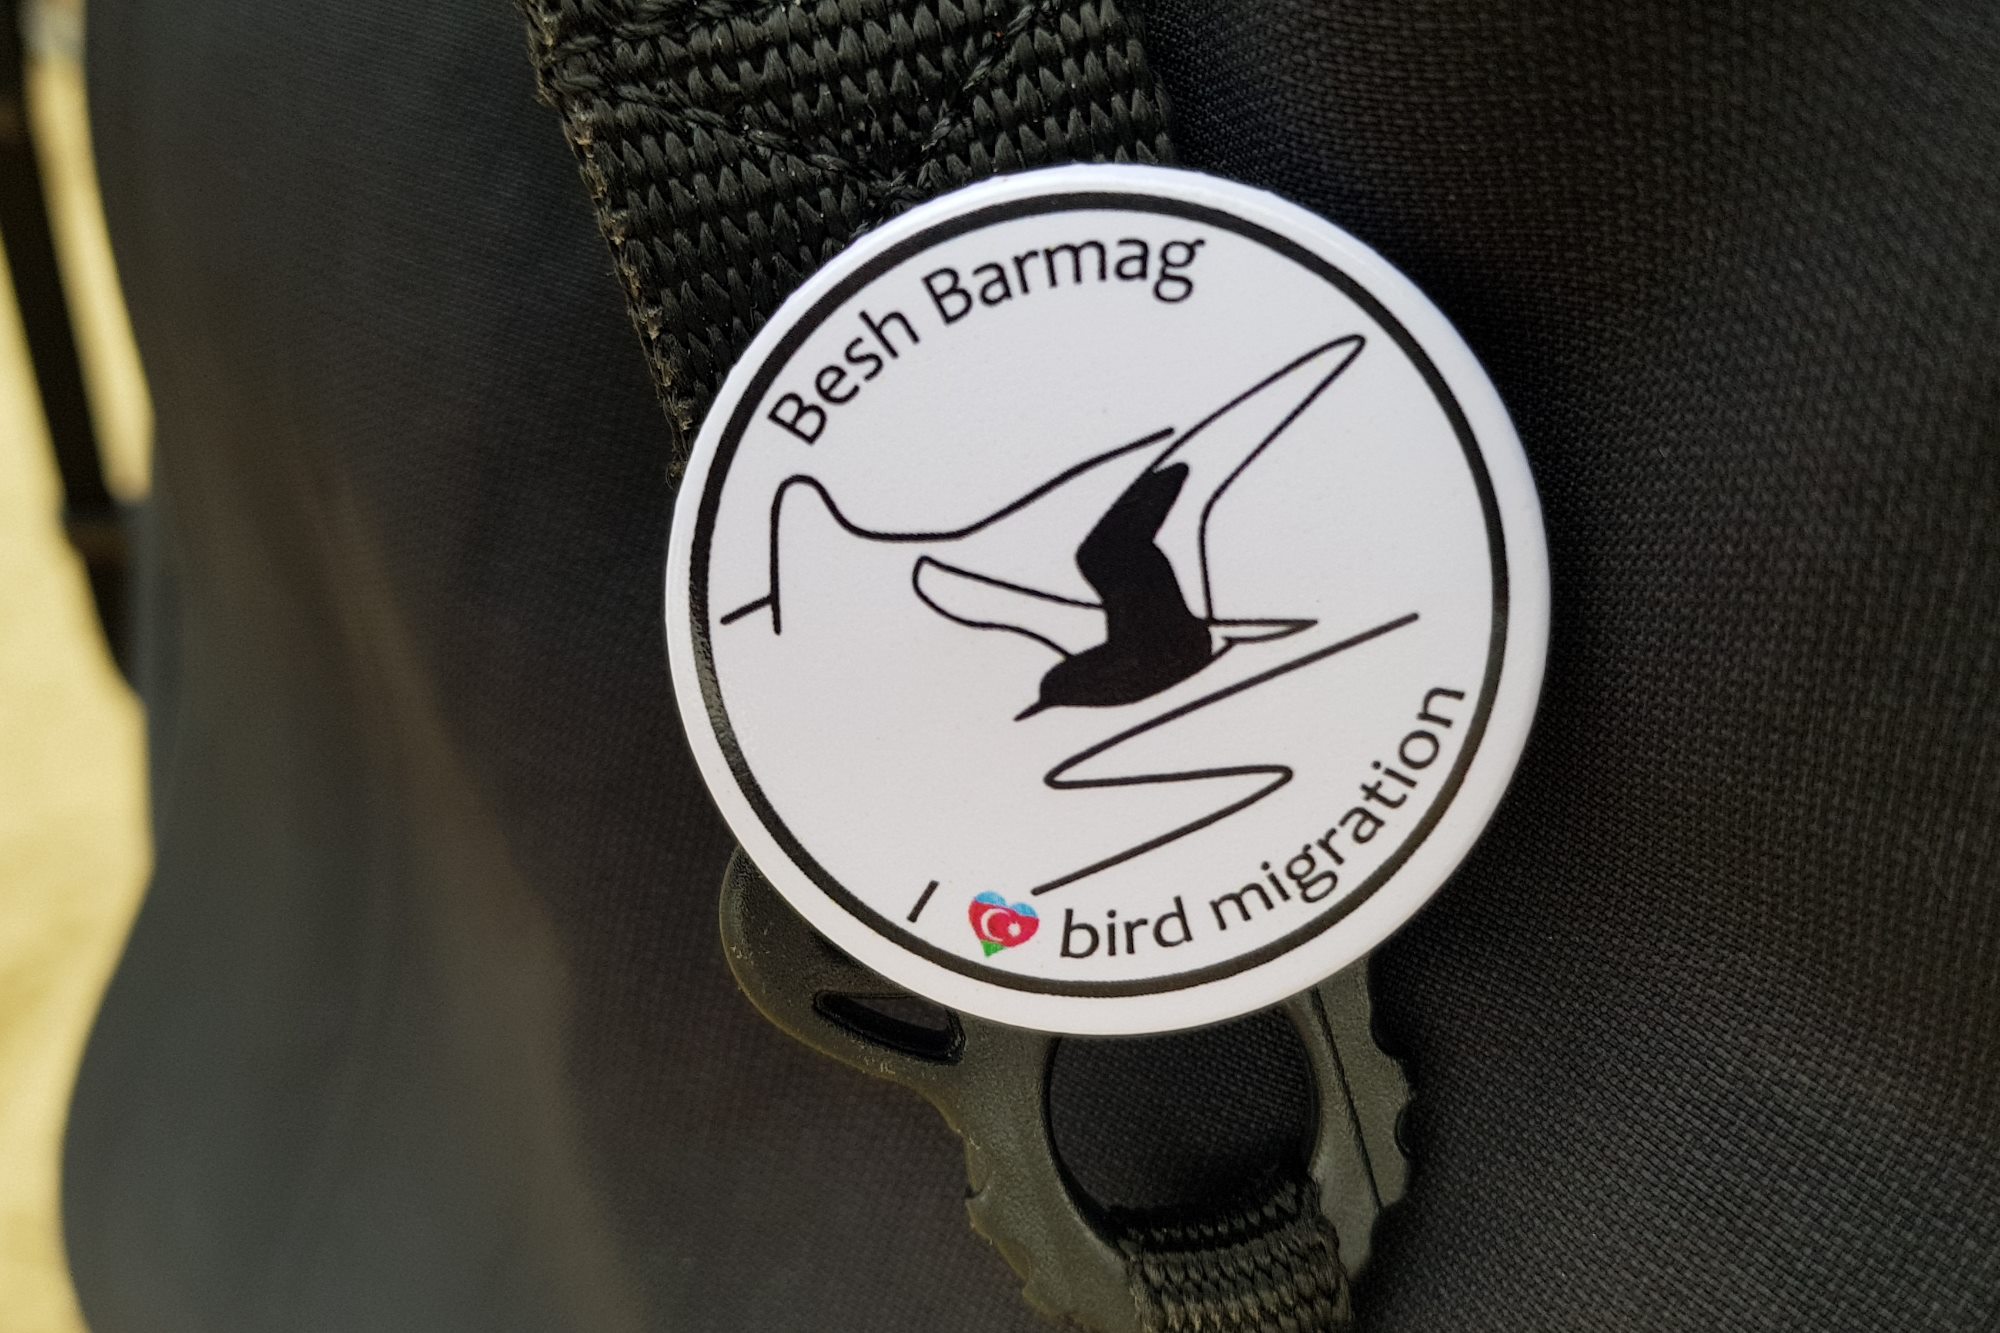 Besh Barmag
I ❤ bird migration